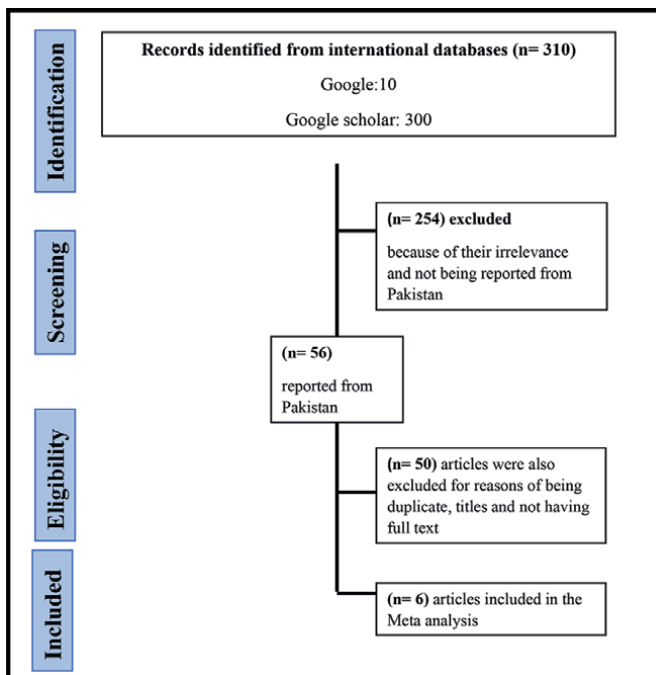 Identification
Records identified from international databases (n= 310)
Google:10
Google scholar: 300
Screening
(n= 254) excluded
because of their irrelevance
and not being reported from
Pakistan
(n= 56)
reported from
Pakistan
Eligibility
(n= 50) articles were also
excluded for reasons of being
duplicate, titles and not having
full text
Included
(n= 6) articles included in the
Meta analysis